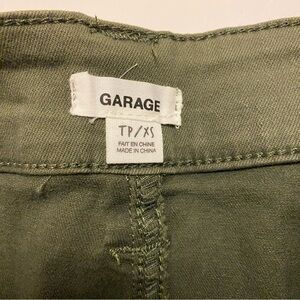 GARAGE
TP/XS
FAIT EN CHINE
MADE IN CHINA